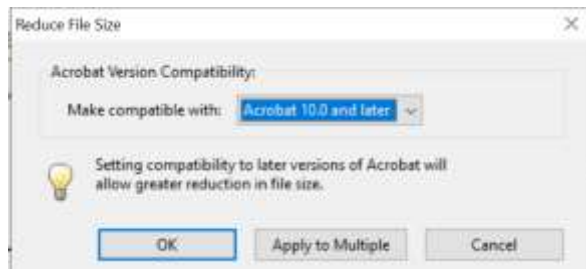 Reduce File Size
Acrobat Version Compatibility:
Make compatible with: Acrobat 10.0 and later
Setting compatibility to later versions of Acrobat will
allow greater reduction in file size.
OK Apply to Multiple Cancel